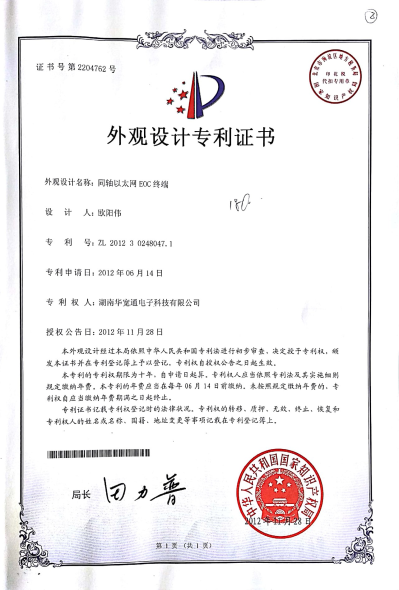 ②
证书号第2204762号
印花税
代扣专用章
外观设计专利证书
外观设计名称：同轴以太网EOC终端
设计人：欧阳伟
专利号：ZL 2012 3 0248047.1
专利申请日：2012年06月14日
专利权人：湖南华宽通电子科技有限公司
授权公告日：2012年11月28日
本外观设计经过本局依照中华人民共和国专利法进行初步审查，决定授予专利权，颁
发本证书并在专利登记簿上予以登记。专利权自授权公告之日起生效。
本专利的专利权期限为十年，自申请日起算。专利权人应当依照专利法及其实施细则
规定缴纳年费。本专利的年费应当在每年06月14日前缴纳。未按照规定缴纳年费的，专
利权自应当缴纳年费期满之日起终止。
专利证书记载专利权登记时的法律状况。专利权的转移、质押、无效、终止、恢复和
专利权人的姓名或名称、国籍、地址变更等事项记载在专利登记簿上。
局长
田力普
中华人民共和国国家知识产权局
2012年11月28日
第1页（共1页）